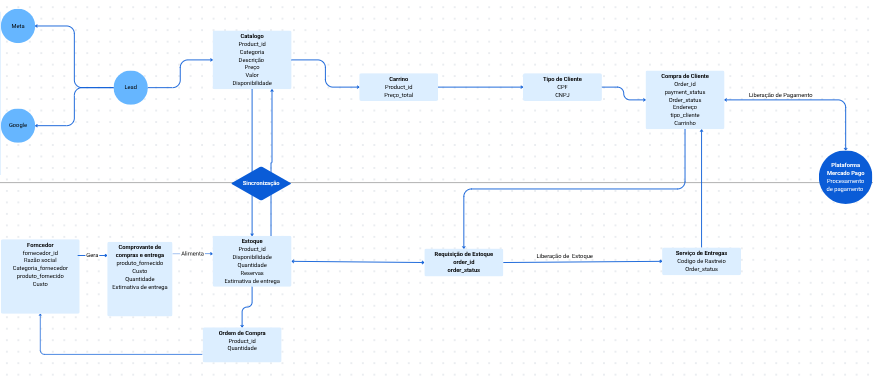 Meta
Google
Lead
Catalogo
Product_id
Categoria
Descrição
Preço
Valor
Disponibilidade
Carrino
Product_id
Preço_total
Tipo de Cliente
CPF
CNPJ
Compra de Cliente
Order_id
payment_status
Order_status
Endereço
tipo_cliente
Carrinho
Liberação de Pagamento
Plataforma
Mercado Pago
Processamento
de pagamento
Sincronização
Forncedor
fornecedor_id
Razão social
Categoria_fornecedor
produto_fornecido
Custo
Gera
Comprovante de
compras e entrega
produto_fornecido
Custo
Quantidade
Estimativa de entrega
Alimenta
Estoque
Product_id
Disponibilidade
Quantidade
Reservas
Estimativa de entrega
Requisição de Estoque
order_id
order_status
Liberação de Estoque
Serviço de Entregas
Codigo de Rastreio
Order_status
Ordem de Compra
Product_id
Quantidade